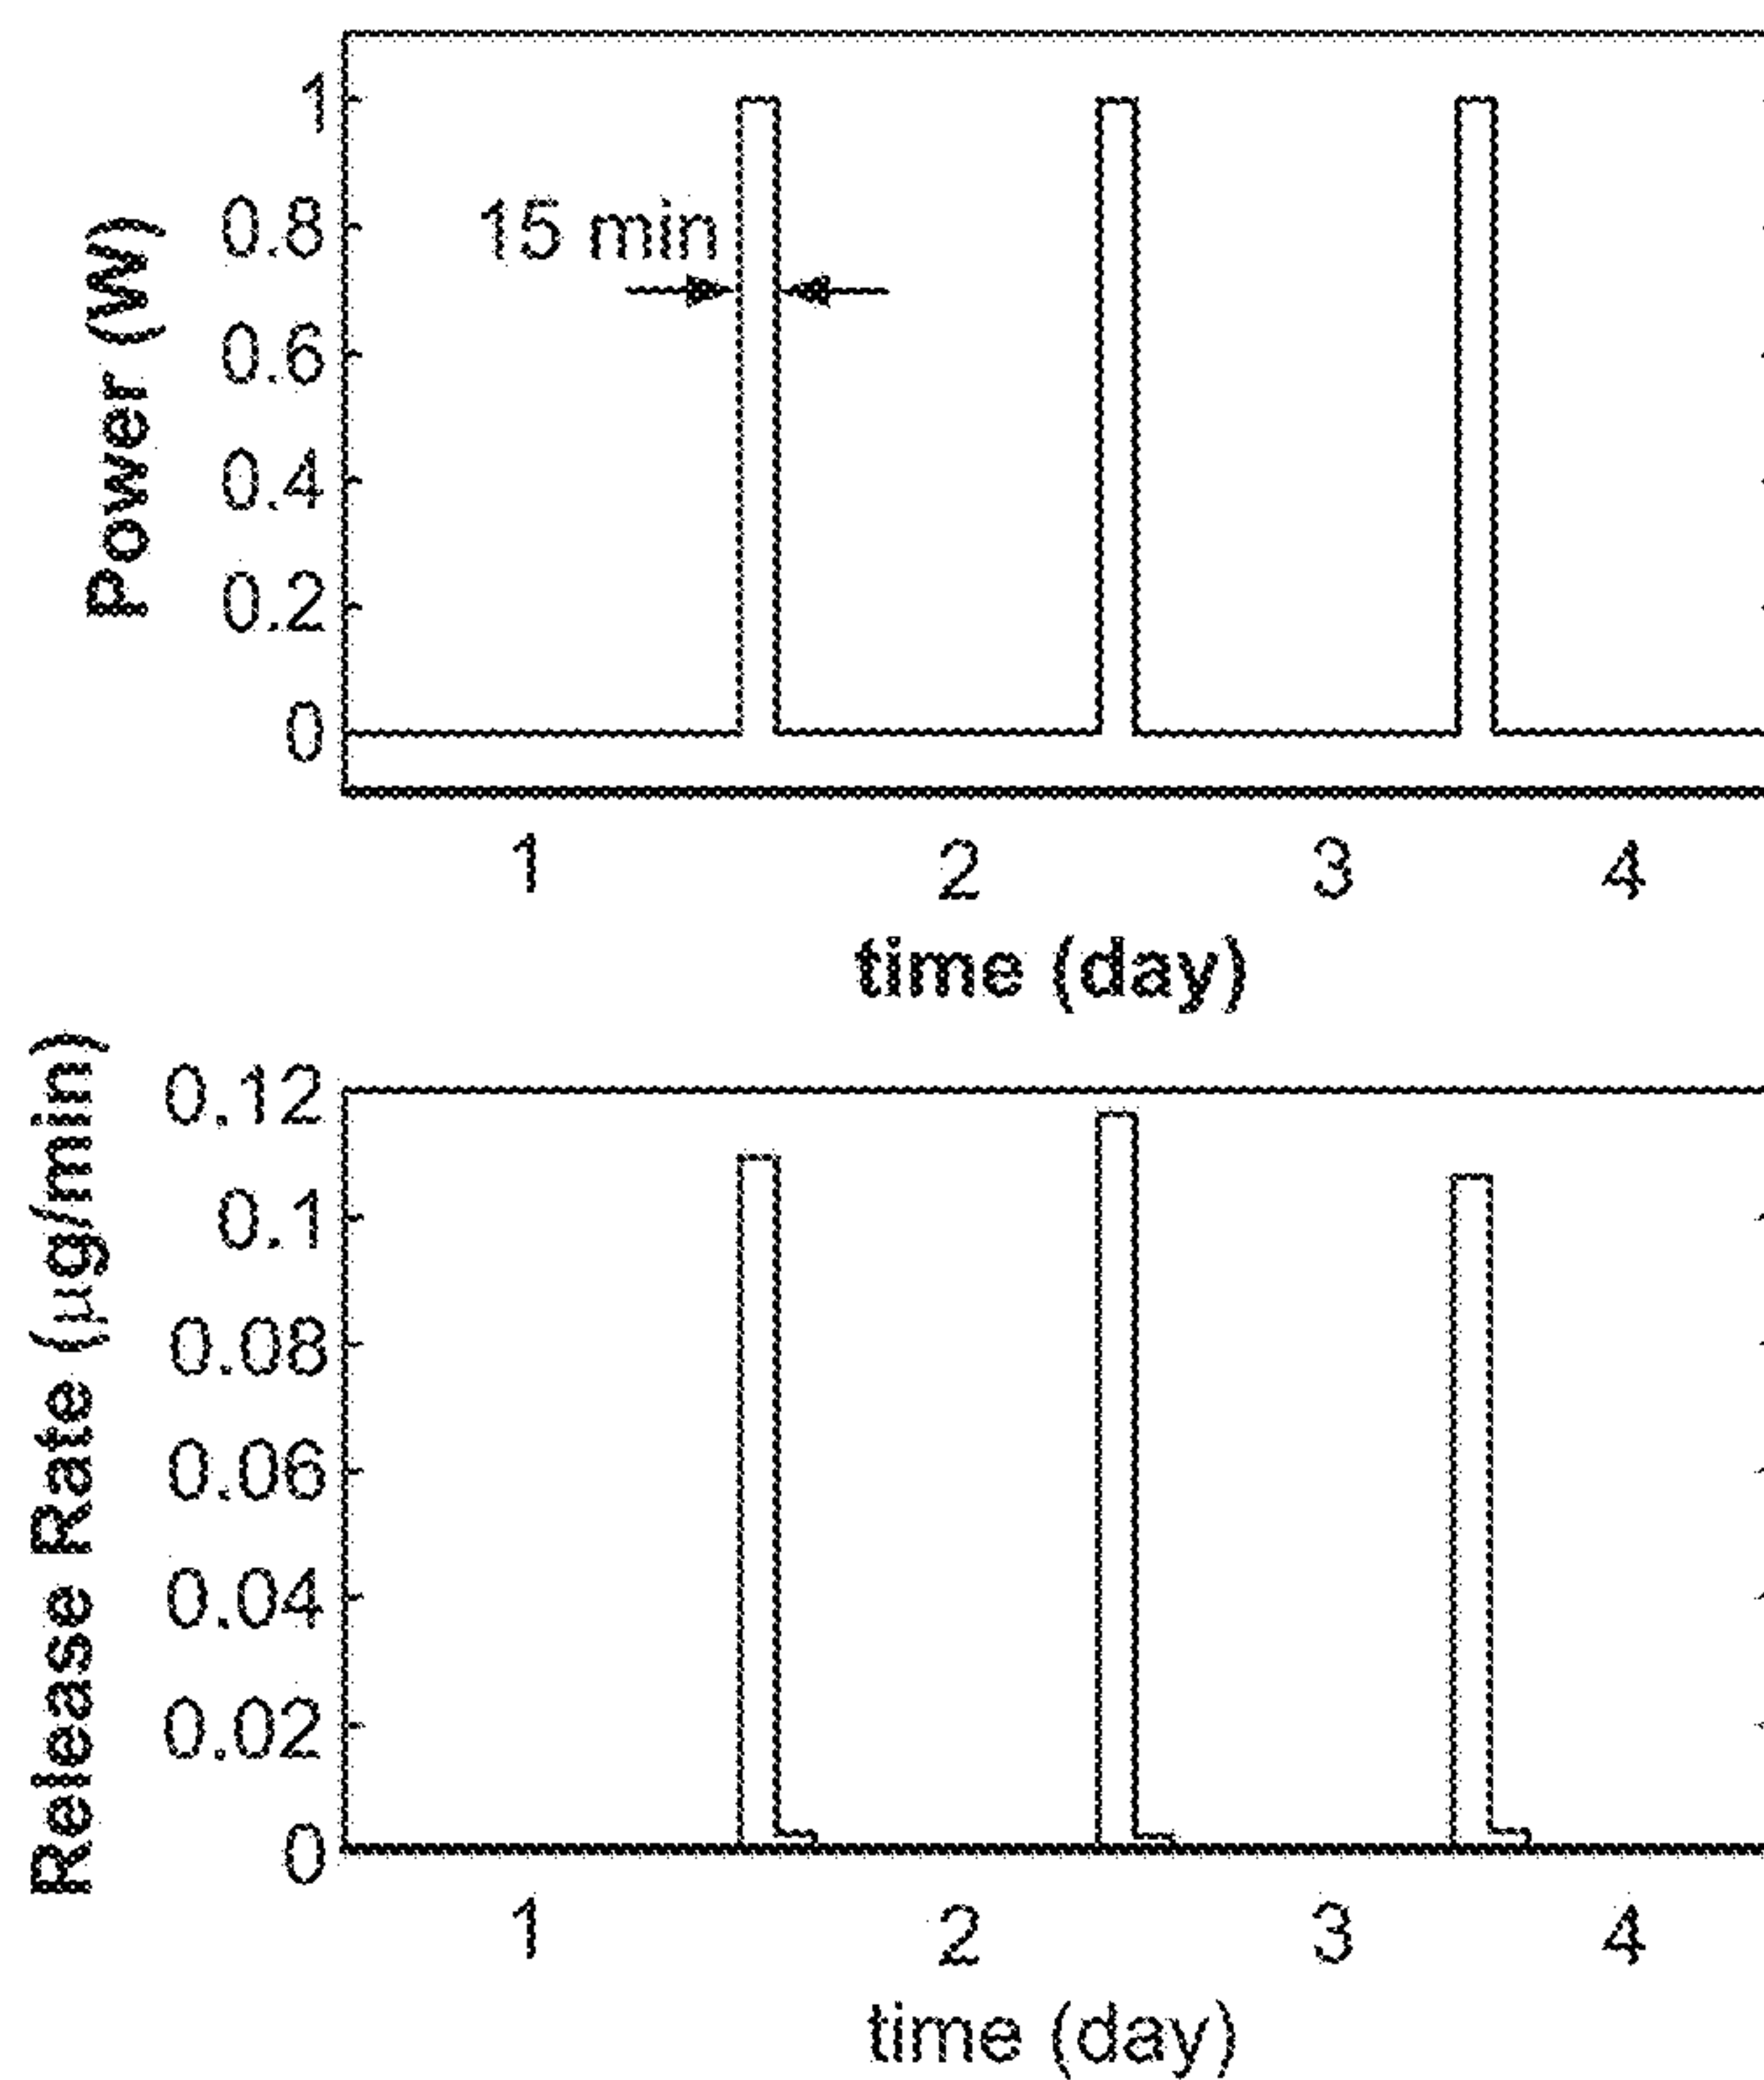 Power (W)
1
0.8
0.6
0.4
0.2
0
15 min
1 2 3 4
time (day)
Release Rate (µg/min)
0.12
0.1
0.08
0.06
0.04
0.02
0
1 2 3 4
time (day)